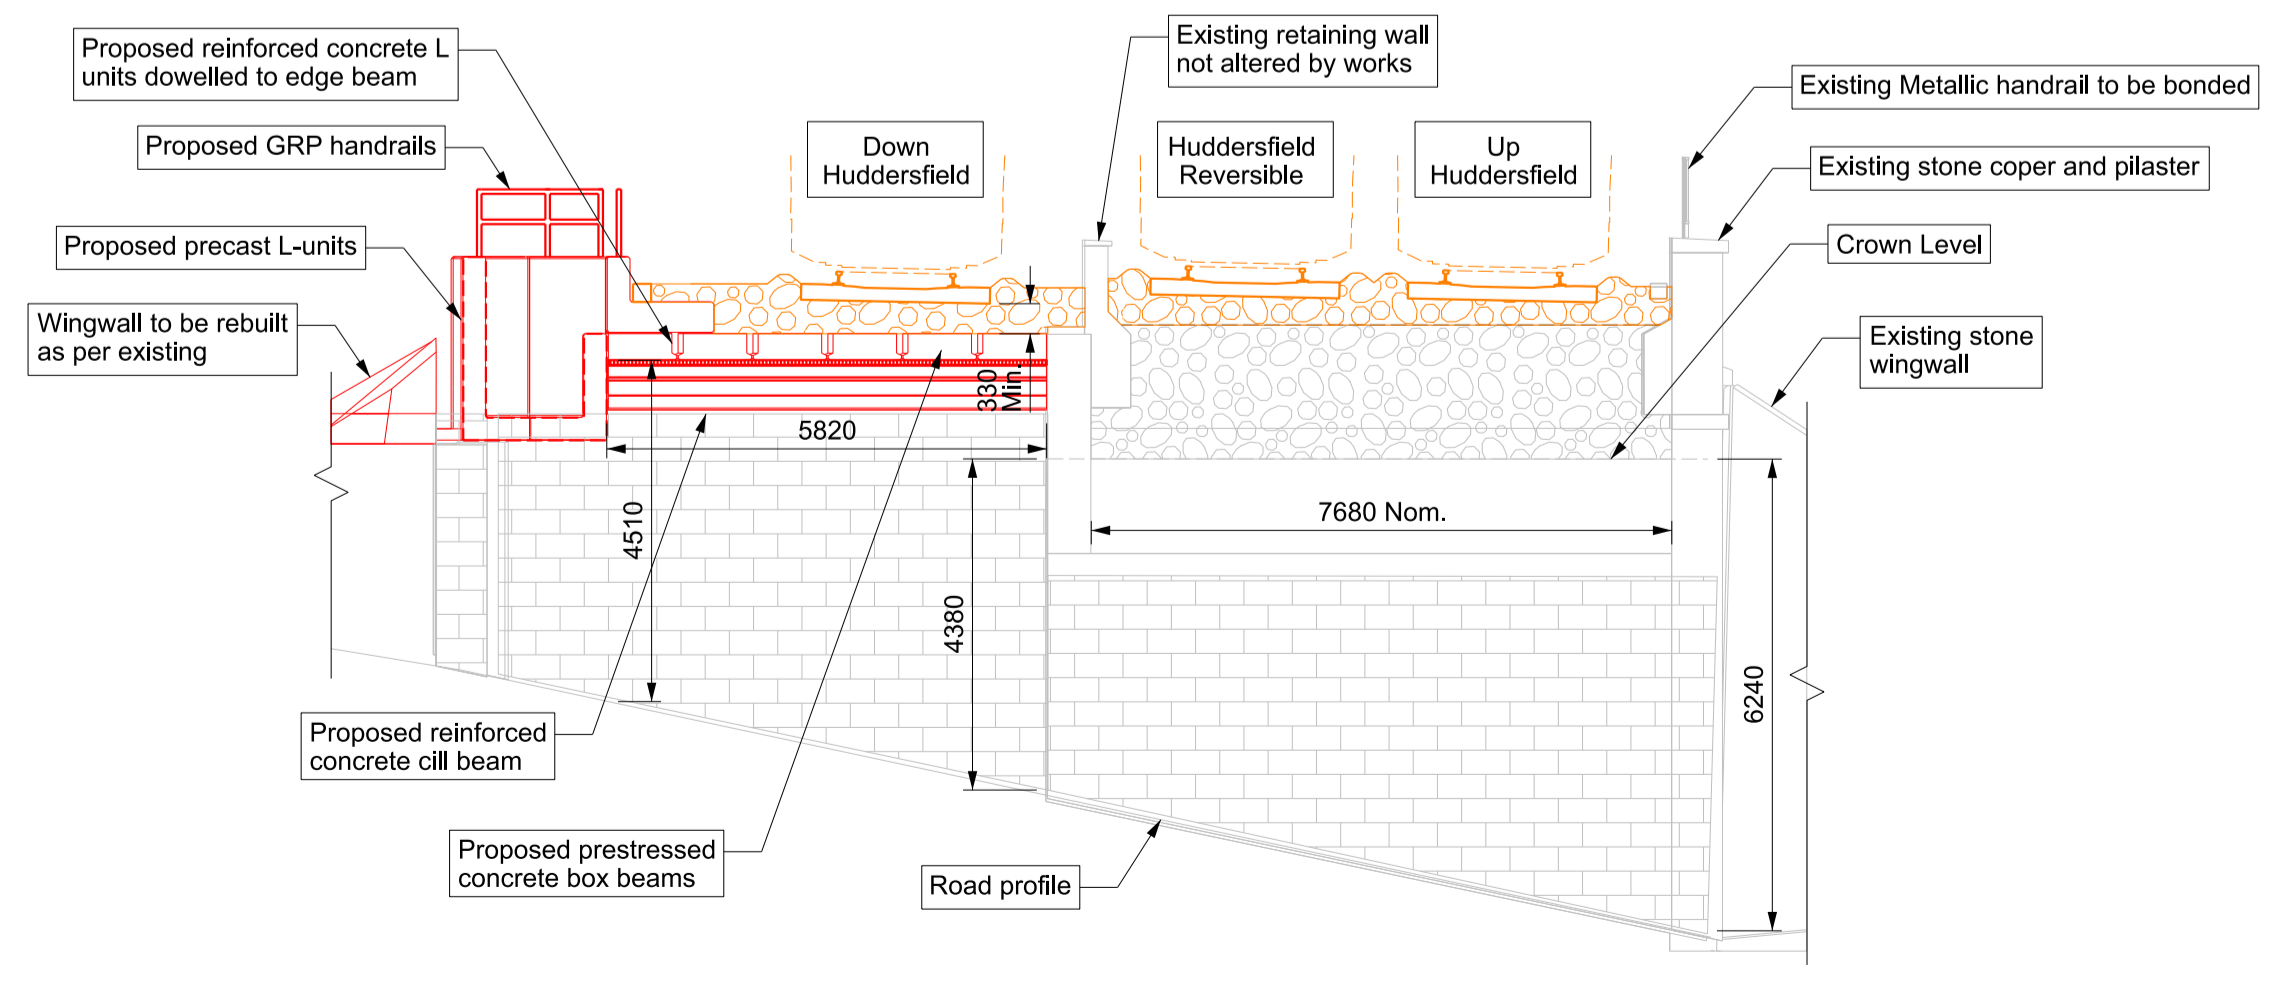 Proposed reinforced concrete L
units dowelled to edge beam
Existing retaining wall
not altered by works
Existing Metallic handrail to be bonded
Proposed GRP handrails
Down
Huddersfield
Huddersfield
Reversible
Up
Huddersfield
Existing stone coper and pilaster
Proposed precast L-units
Crown Level
Wingwall to be rebuilt
as per existing
Existing stone
wingwall
330
Min.
5820
4510
4380
7680 Nom.
6240
Proposed reinforced
concrete cill beam
Proposed prestressed
concrete box beams
Road profile